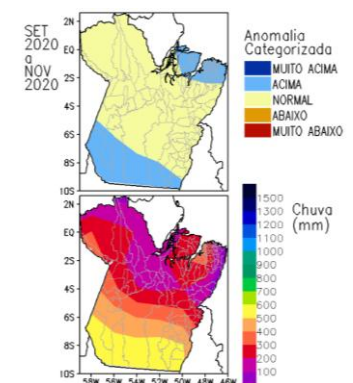 SET
2020
a
NOV
2020
2N
EQ
2S
4S
6S
8S
10S
Anomalia
Categorizada
MUITO ACIMA
ACIMA
NORMAL
ABAIXO
MUITO ABAIXO
2N
EQ
2S
4S
6S
8S
10S
58W 56W 54W 52W 50W 48W 46W
Chuva
(mm)
1500
1300
1200
1100
1000
900
800
700
600
500
400
300
200
100